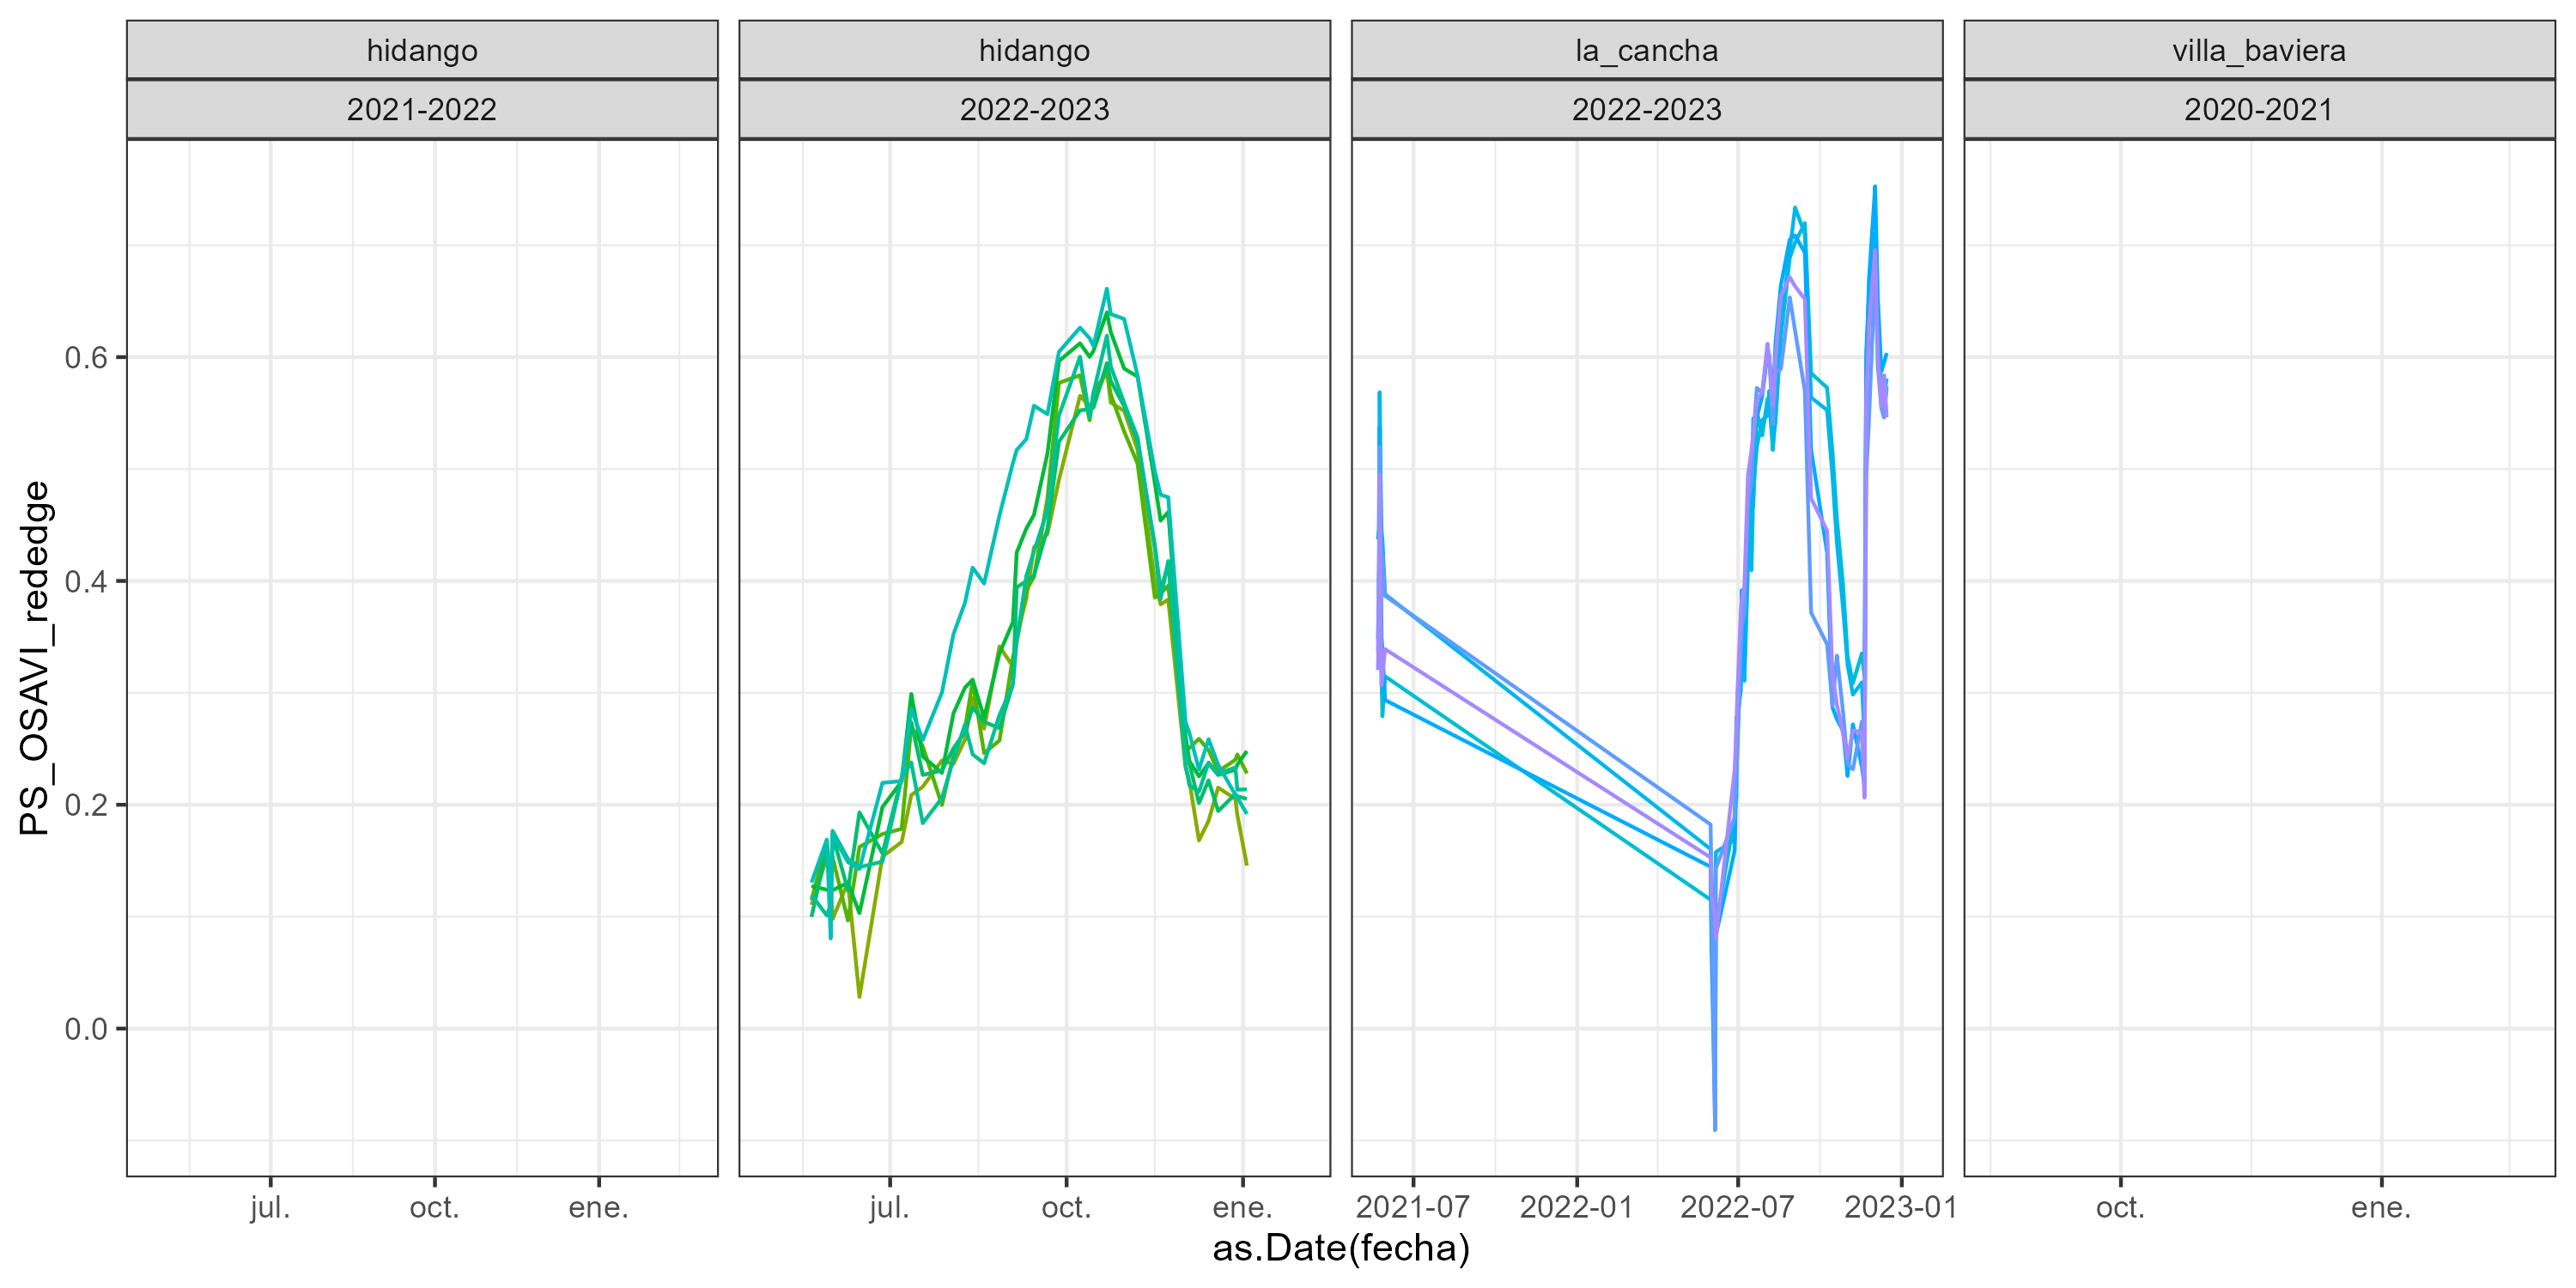 hidango
hidango
la_cancha
villa_baviera
2021-2022
2022-2023
2022-2023
2020-2021
PS_OSAVI_rededge
0.6
0.4
0.2
0.0
jul.
oct.
ene.
jul.
oct.
ene.
2021-07
2022-01
2022-07
2023-01
oct.
ene.
as.Date(fecha)